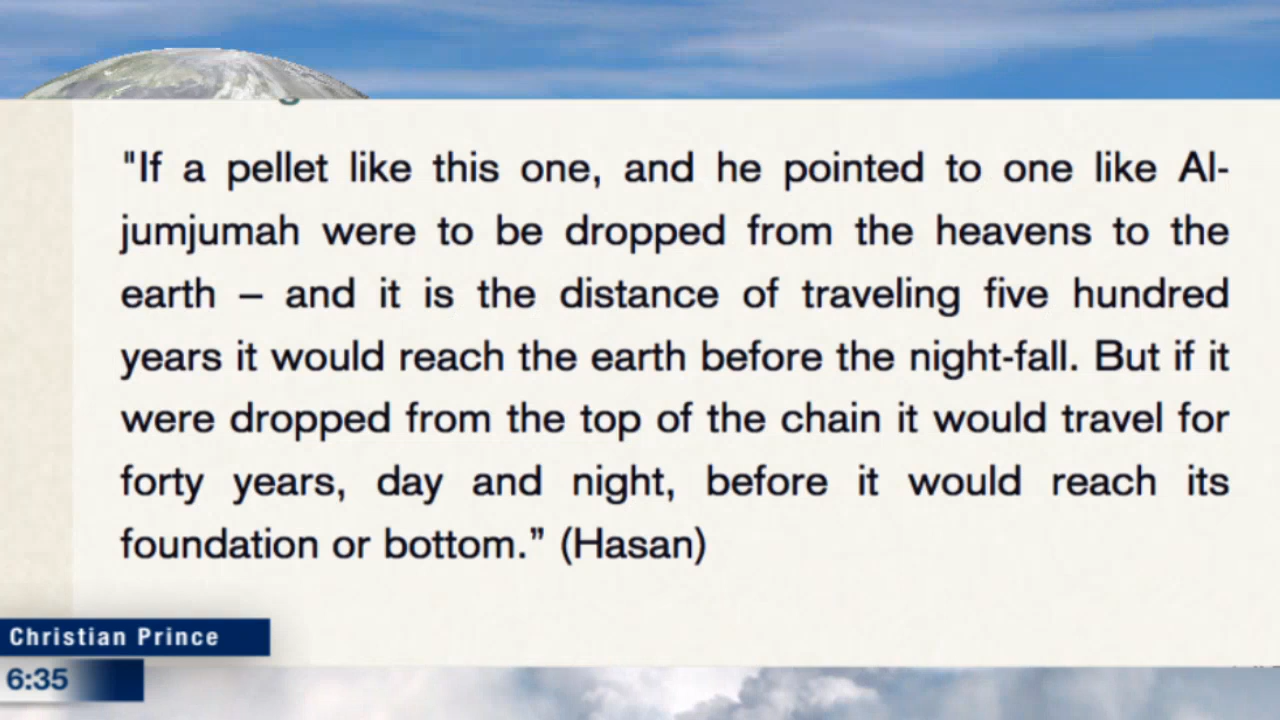 "If a pellet like this one, and he pointed to one like Al-
jumjumah were to be dropped from the heavens to the
earth – and it is the distance of traveling five hundred
years it would reach the earth before the night-fall. But if it
were dropped from the top of the chain it would travel for
forty years, day and night, before it would reach its
foundation or bottom.” (Hasan)
Christian Prince
6:35